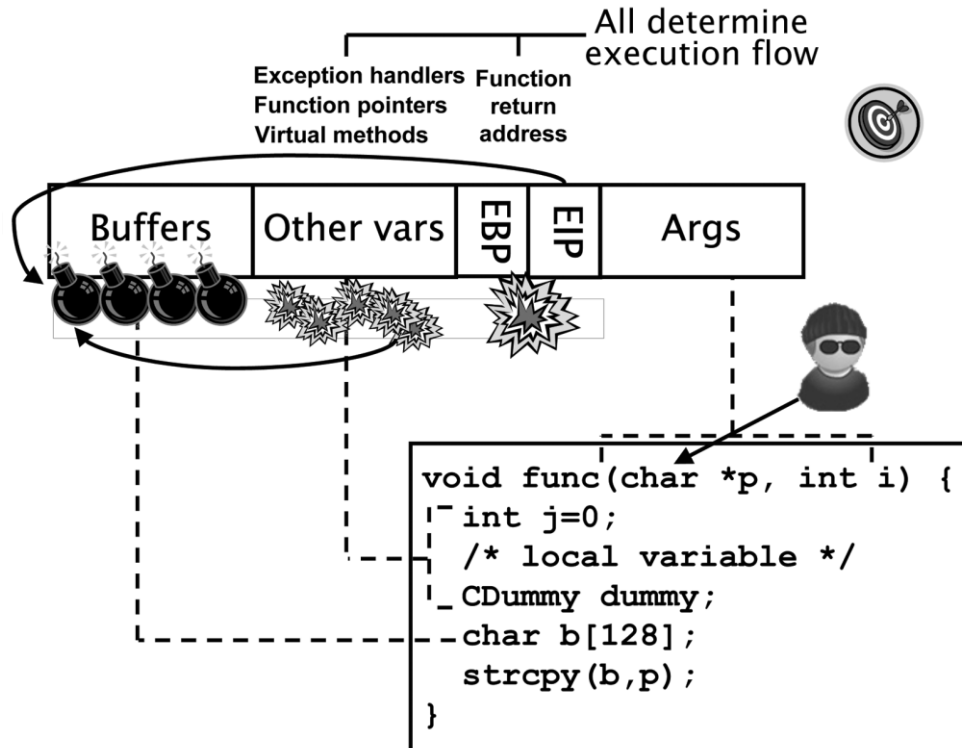 All determine
execution flow
Exception handlers
Function pointers
Virtual methods
Function
return
address
Buffers
Other vars
EBP
EIP
Args
void func(char *p, int i) {
int j=0;
/* local variable */
CDummy dummy;
char b[128];
strcpy(b,p);
}